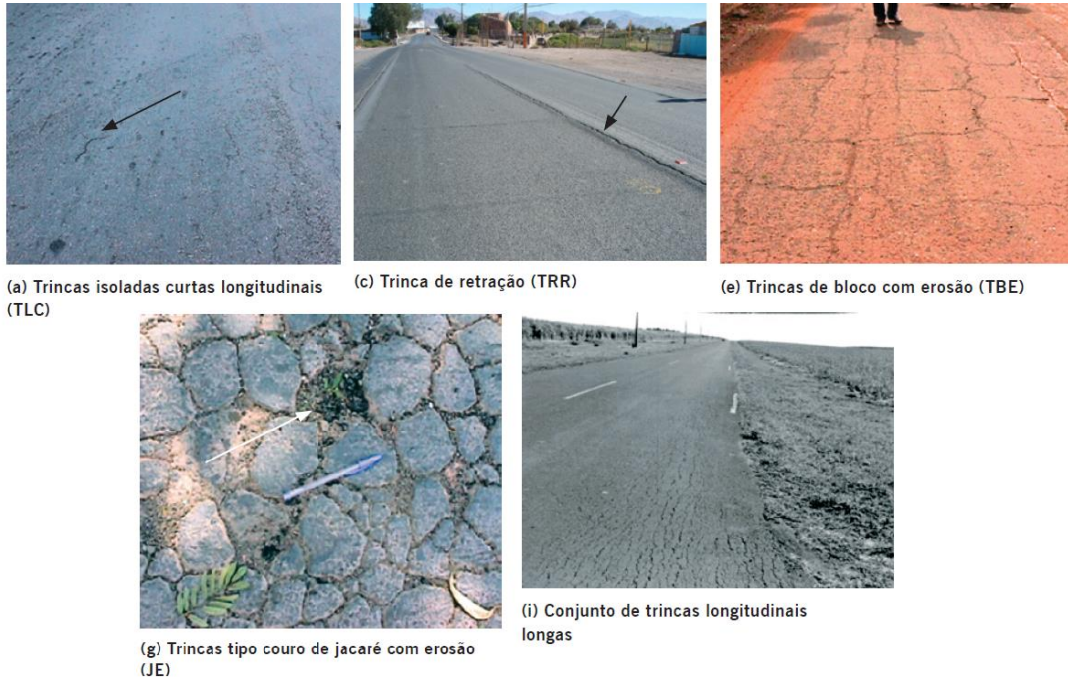 (a) Trincas isoladas curtas longitudinais
(TLC)
(c) Trinca de retração (TRR)
(e) Trincas de bloco com erosão (TBE)
(g) Trincas tipo couro de jacaré com erosão
(JE)
(i) Conjunto de trincas longitudinais
longas